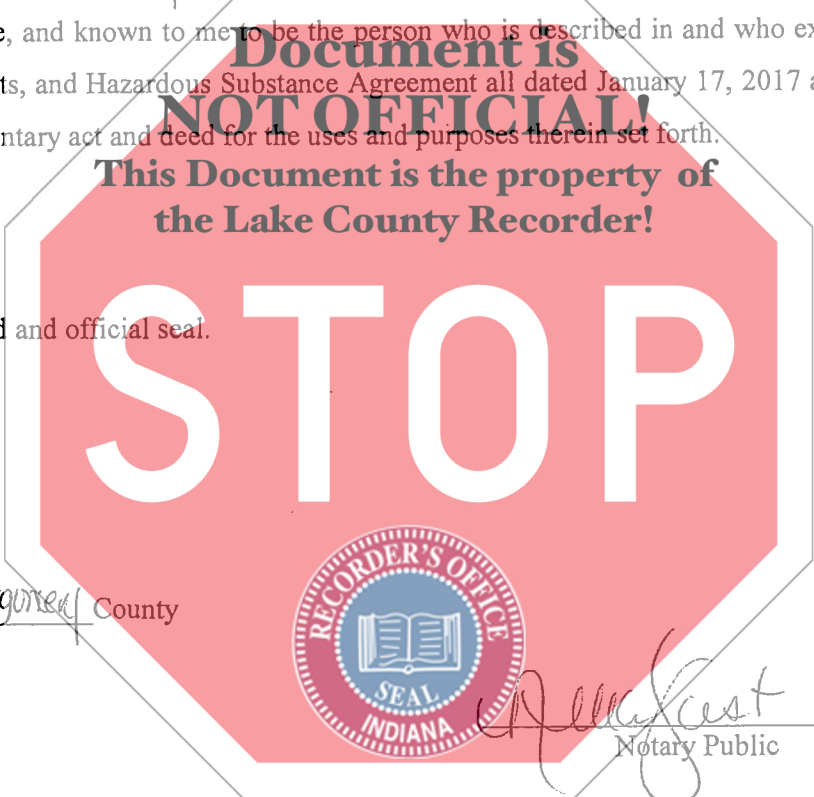 e, and known to me to be the person who is described in and who ex
Document is
ts, and Hazardous Substance Agreement all dated January 17, 2017 a
NOT OFFICIAL!
ntary act and deed for the uses and purposes therein set forth.
This Document is the property of
the Lake County Recorder!
STOP
d and official seal.
RECORDER'S OFFICE
SEAL
INDIANA
County
Notary Public